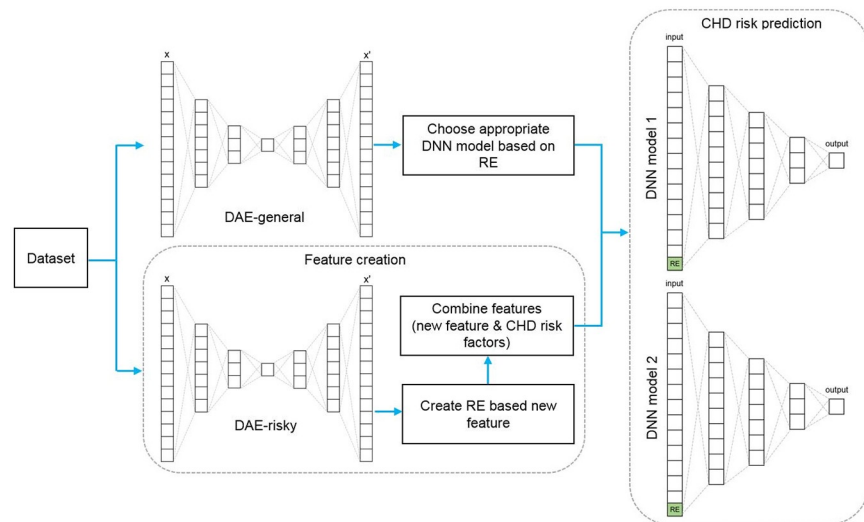 CHD risk prediction
x
x'
Choose appropriate
DNN model based on
RE
DAE-general
Dataset
Feature creation
x
x'
Combine features
(new feature & CHD risk
factors)
Create RE based new
feature
DAE-risky
input
DNN model 1
output
RE
input
DNN model 2
output
RE